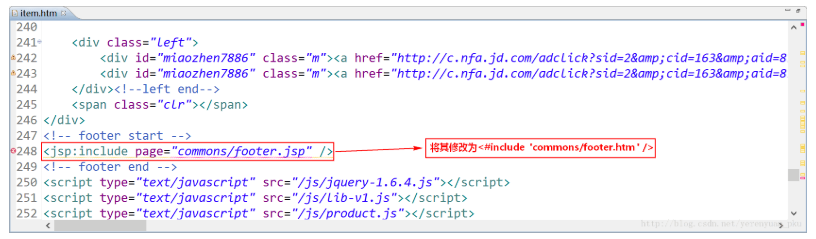 item.htm
240
241 <div class="left">
242 <div id="miaozhen7886" class="m"><a href="http://c.nfa.jd.com/adclick?sid=2&amp;cid=163&amp;aid=8
243 <div id="miaozhen7886" class="m"><a href="http://c.nfa.jd.com/adclick?sid=2&amp;cid=163&amp;aid=8
244 </div><!--left end-->
245 <span class="clr"></span>
246 </div>
247 <!-- footer start -->
248 <jsp:include page="commons/footer.jsp" /> 将其修改为<#include 'commons/footer.htm' />
249 <!-- footer end -->
250 <script type="text/javascript" src="/js/jquery-1.6.4.js"></script>
251 <script type="text/javascript" src="/js/lib-v1.js"></script>
252 <script type="text/javascript" src="/js/product.js"></script>